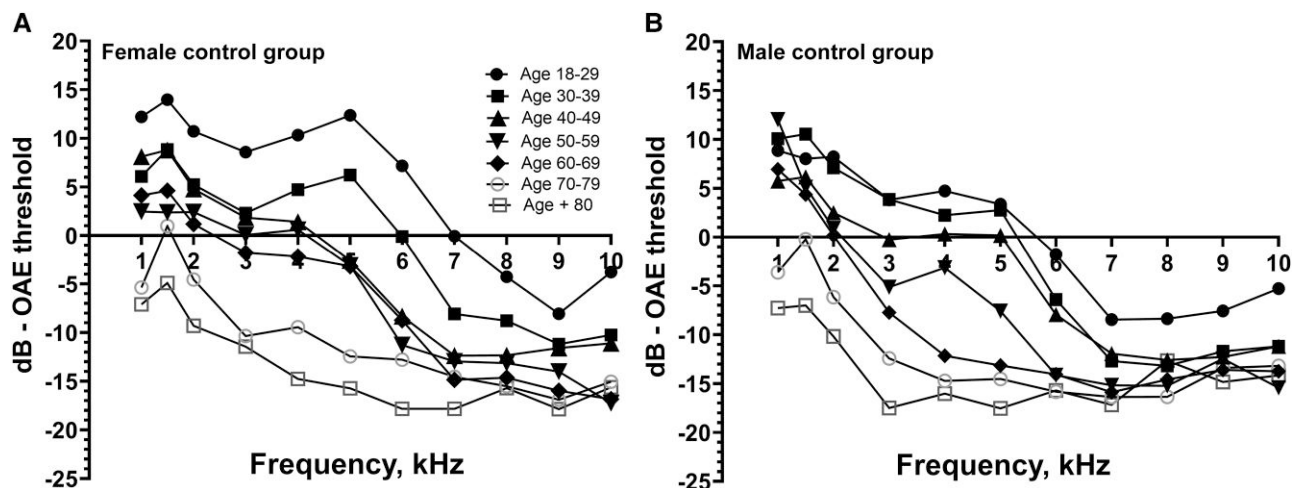 A
Female control group
20
15
10
5
0
-5
-10
-15
-20
-25
dB - OAE threshold
1 2 3 4 5 6 7 8 9 10
Frequency, kHz
Age 18-29
Age 30-39
Age 40-49
Age 50-59
Age 60-69
Age 70-79
Age + 80
B
Male control group
20
15
10
5
0
-5
-10
-15
-20
-25
dB - OAE threshold
1 2 3 4 5 6 7 8 9 10
Frequency, kHz